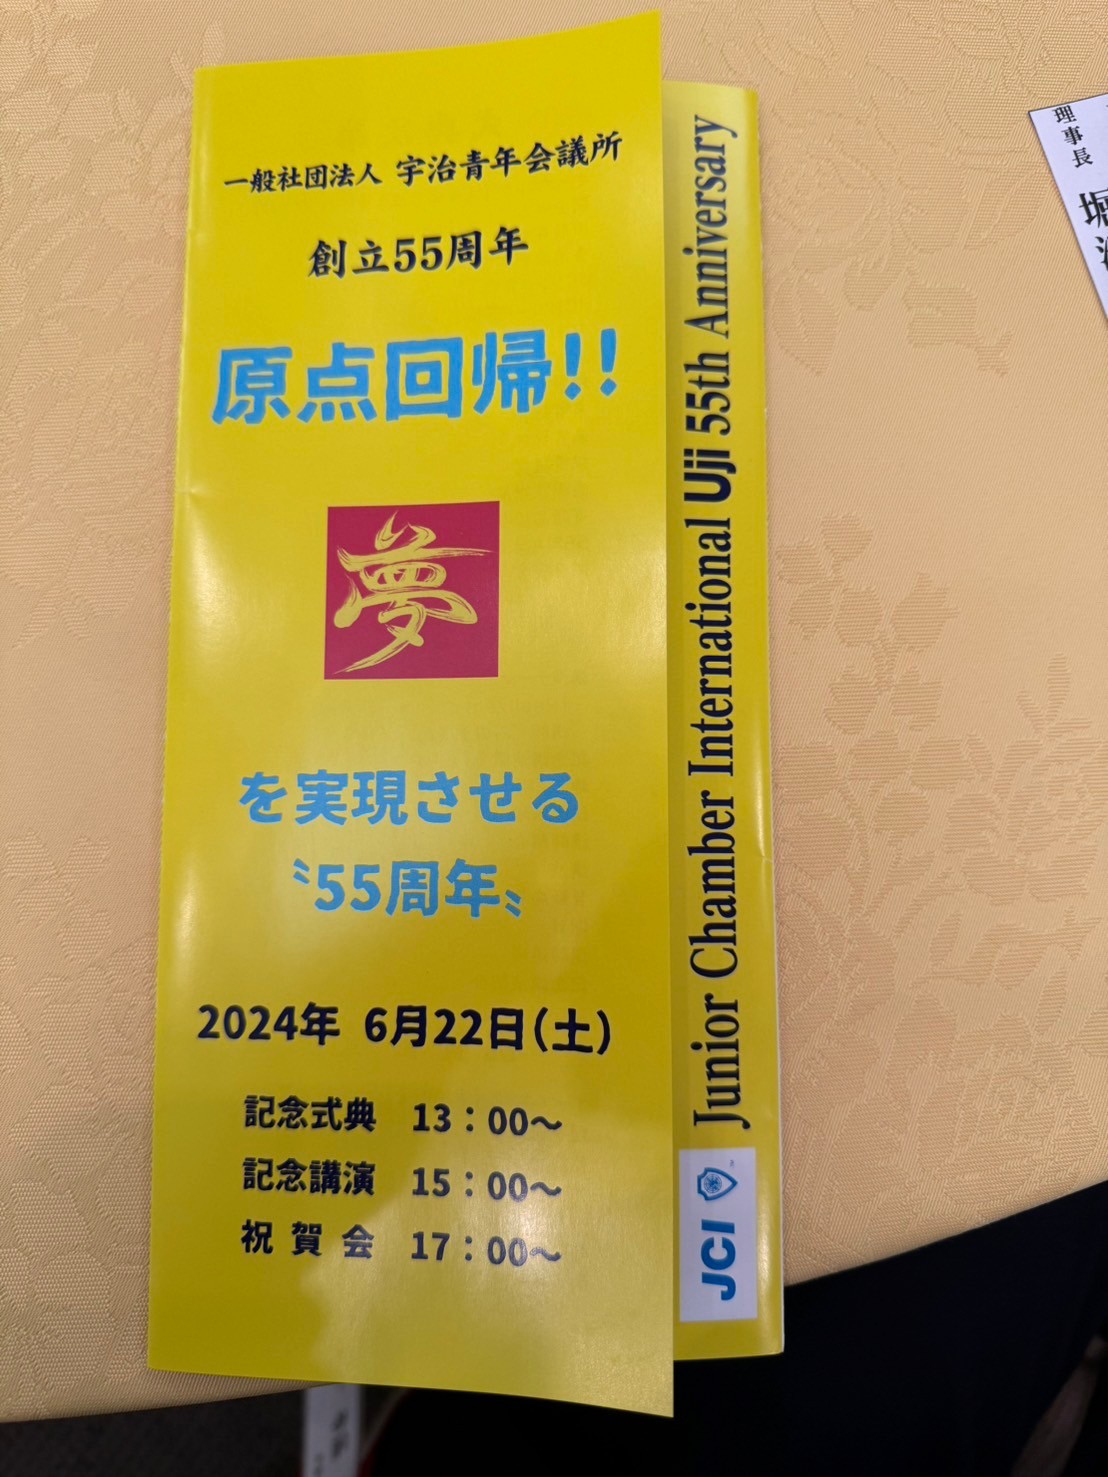 一般社団法人 宇治青年会議所
創立55周年
原点回帰!!
夢
を実現させる
〝55周年〟
2024年 6月22日(土)
記念式典 13:00〜
記念講演 15:00〜
祝賀会 17:00〜
JCI Junior Chamber International Uji 55th Anniversary
理事長
堀